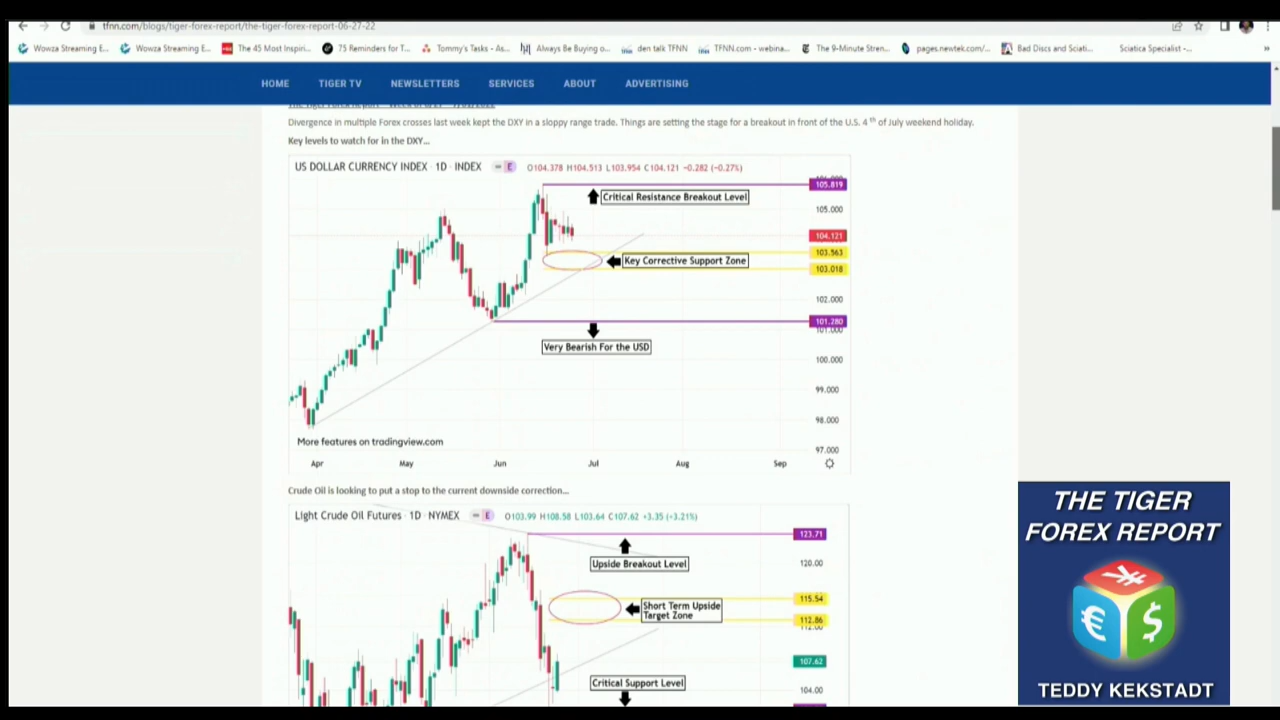 tfnn.com/blogs/tiger-forex-report/the-tiger-forex-report-06-27-22
Wowza Streaming E... Wowza Streaming E... The 45 Most Inspiri... 75 Reminders for T... Tommy's Tasks - As... Always Be Buying o... den talk TFNN TFNN.com - webina... The 9-Minute Stren... pages.newtek.com/... Bad Discs and Sciati... Sciatica Specialist -... »
HOME TIGER TV NEWSLETTERS SERVICES ABOUT ADVERTISING
Divergence in multiple Forex crosses last week kept the DXY in a sloppy range trade. Things are setting the stage for a breakout in front of the U.S. 4th of July weekend holiday.
Key levels to watch for in the DXY...
US DOLLAR CURRENCY INDEX 1D INDEX E O104.378 H104.513 L103.954 C104.121 −0.282 (−0.27%)
105.819
Critical Resistance Breakout Level
105.000
104.121
103.563
Key Corrective Support Zone
103.018
102.000
101.280
101.000
Very Bearish For the USD
100.000
99.000
98.000
More features on tradingview.com
97.000
Apr May Jun Jul Aug Sep
Crude Oil is looking to put a stop to the current downside correction...
Light Crude Oil Futures · 1D NYMEX E O103.99 H108.58 L103.64 C107.62 +3.35 (+3.21%)
123.71
Upside Breakout Level
120.00
115.54
Short Term Upside
Target Zone
112.86
112.00
107.62
Critical Support Level
104.00
THE TIGER
FOREX REPORT
TEDDY KEKSTADT